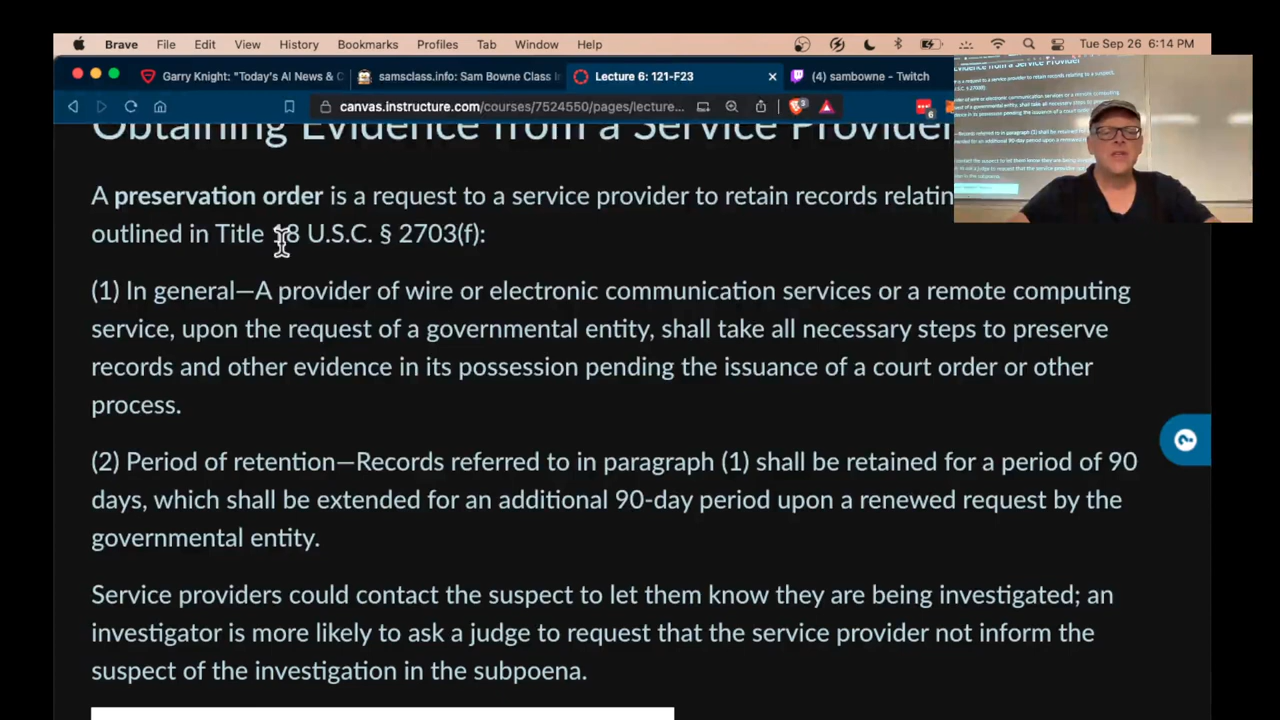 Brave File Edit View History Bookmarks Profiles Tab Window Help Tue Sep 26 6:14 PM
Garry Knight: "Today's AI News & C samsclass.info: Sam Bowne Class I Lecture 6: 121-F23 (4) sambowne - Twitch
canvas.instructure.com/courses/7524550/pages/lecture... 3 6
Obtaining Evidence from a Service Provider
A preservation order is a request to a service provider to retain records relatin
outlined in Title 18 U.S.C. § 2703(f):
(1) In general—A provider of wire or electronic communication services or a remote computing
service, upon the request of a governmental entity, shall take all necessary steps to preserve
records and other evidence in its possession pending the issuance of a court order or other
process.
(2) Period of retention—Records referred to in paragraph (1) shall be retained for a period of 90
days, which shall be extended for an additional 90-day period upon a renewed request by the
governmental entity.
Service providers could contact the suspect to let them know they are being investigated; an
investigator is more likely to ask a judge to request that the service provider not inform the
suspect of the investigation in the subpoena.